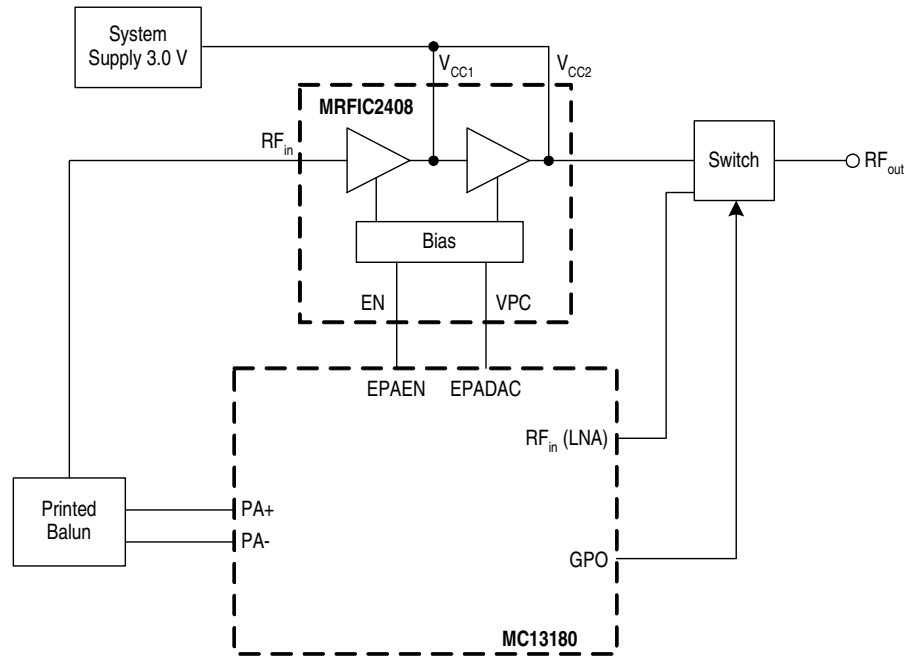 System
Supply 3.0 V
VCC1
VCC2
MRFIC2408
RFin
Switch
RFout
Bias
EN
VPC
EPAEN
EPADAC
RFin (LNA)
Printed
Balun
PA+
PA-
GPO
MC13180